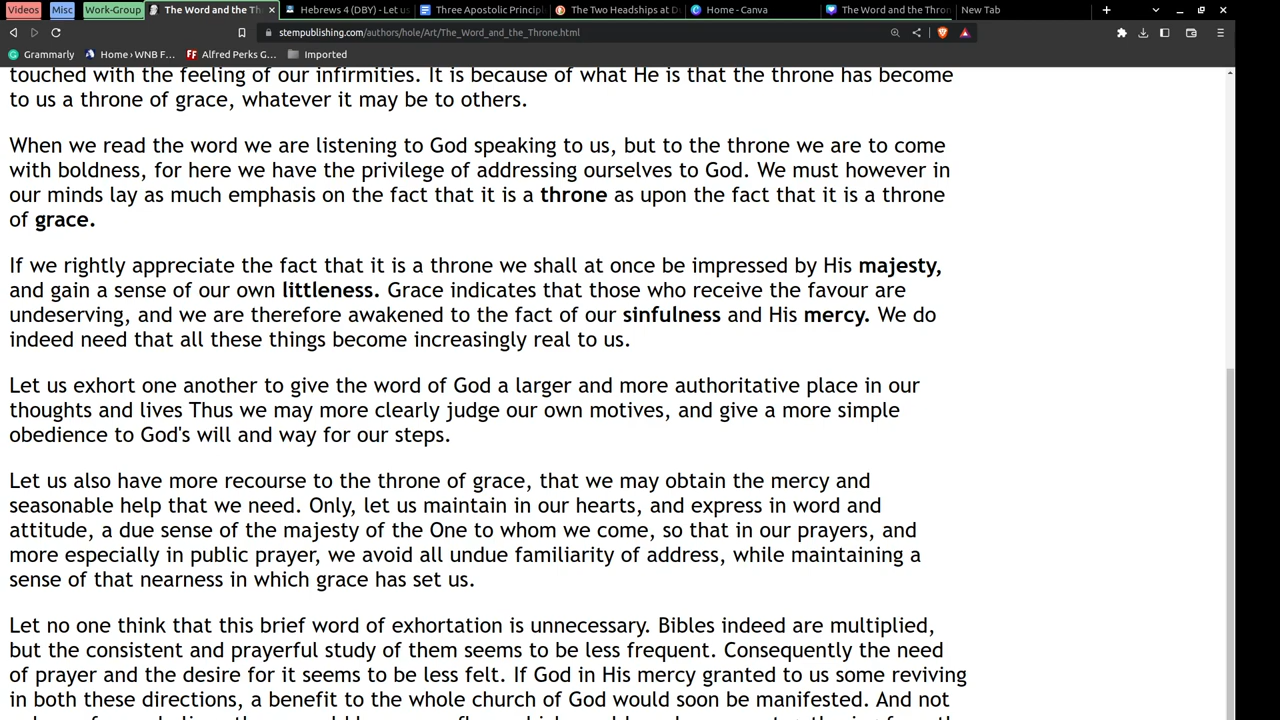 Videos Misc Work-Group The Word and the Th Hebrews 4 (DBY) - Let us Three Apostolic Princip The Two Headships at D Home - Canva The Word and the Thron New Tab
stempublishing.com/authors/hole/Art/The_Word_and_the_Throne.html
Grammarly Home › WNB F... Alfred Perks G... Imported
touched with the feeling of our infirmities. It is because of what He is that the throne has become
to us a throne of grace, whatever it may be to others.
When we read the word we are listening to God speaking to us, but to the throne we are to come
with boldness, for here we have the privilege of addressing ourselves to God. We must however in
our minds lay as much emphasis on the fact that it is a throne as upon the fact that it is a throne
of grace.
If we rightly appreciate the fact that it is a throne we shall at once be impressed by His majesty,
and gain a sense of our own littleness. Grace indicates that those who receive the favour are
undeserving, and we are therefore awakened to the fact of our sinfulness and His mercy. We do
indeed need that all these things become increasingly real to us.
Let us exhort one another to give the word of God a larger and more authoritative place in our
thoughts and lives Thus we may more clearly judge our own motives, and give a more simple
obedience to God's will and way for our steps.
Let us also have more recourse to the throne of grace, that we may obtain the mercy and
seasonable help that we need. Only, let us maintain in our hearts, and express in word and
attitude, a due sense of the majesty of the One to whom we come, so that in our prayers, and
more especially in public prayer, we avoid all undue familiarity of address, while maintaining a
sense of that nearness in which grace has set us.
Let no one think that this brief word of exhortation is unnecessary. Bibles indeed are multiplied,
but the consistent and prayerful study of them seems to be less frequent. Consequently the need
of prayer and the desire for it seems to be less felt. If God in His mercy granted to us some reviving
in both these directions, a benefit to the whole church of God would soon be manifested. And not